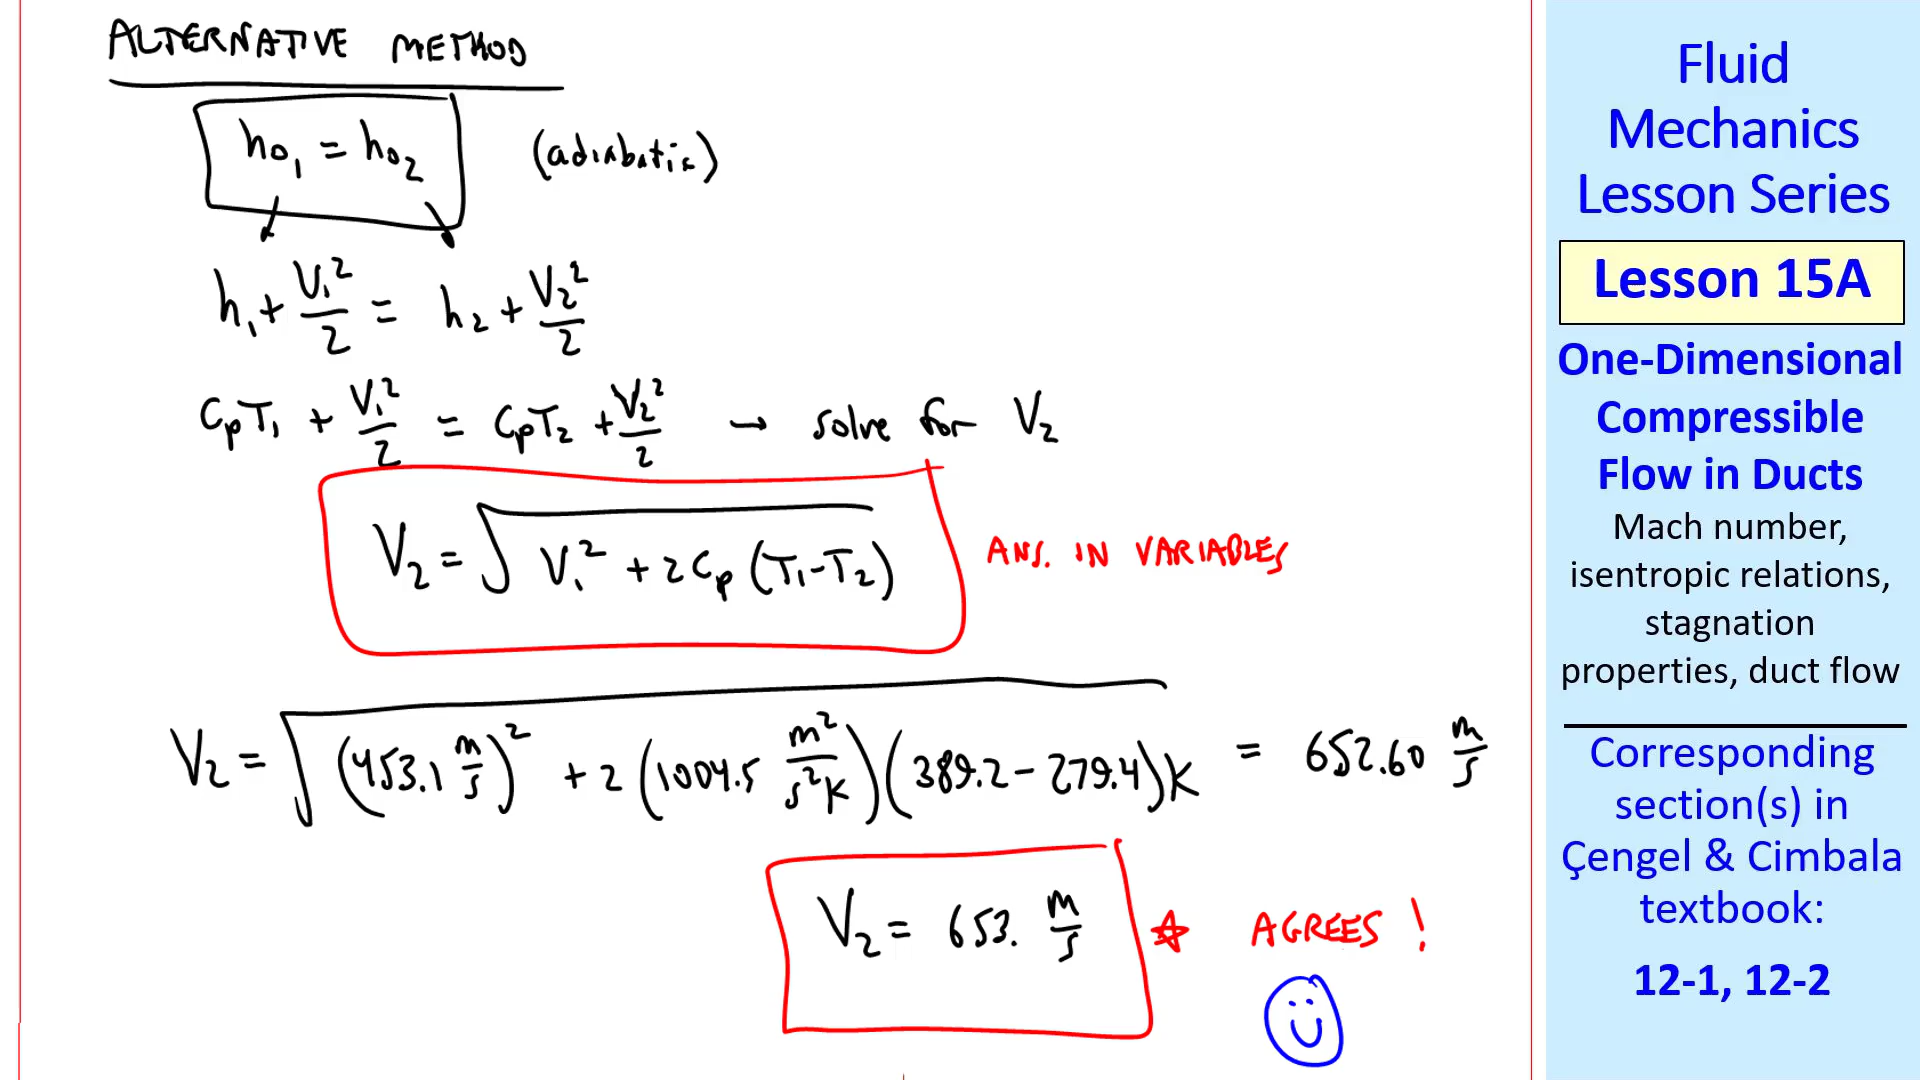 ALTERNATIVE METHOD
h₀₁ = h₀₂ (adiabatic)
h₁ + V₁²/2 = h₂ + V₂²/2
CpT₁ + V₁²/2 = CpT₂ + V₂²/2 → solve for V₂
V₂ = √(V₁² + 2Cp(T₁-T₂)) ANS. IN VARIABLES
V₂ = √((453.1 m/s)² + 2(1004.5 m²/s²K)(389.2 - 279.4)K) = 652.60 m/s
V₂ = 653. m/s ☆ AGREES!
Fluid
Mechanics
Lesson Series
Lesson 15A
One-Dimensional
Compressible
Flow in Ducts
Mach number,
isentropic relations,
stagnation
properties, duct flow
Corresponding
section(s) in
Çengel & Cimbala
textbook:
12-1, 12-2